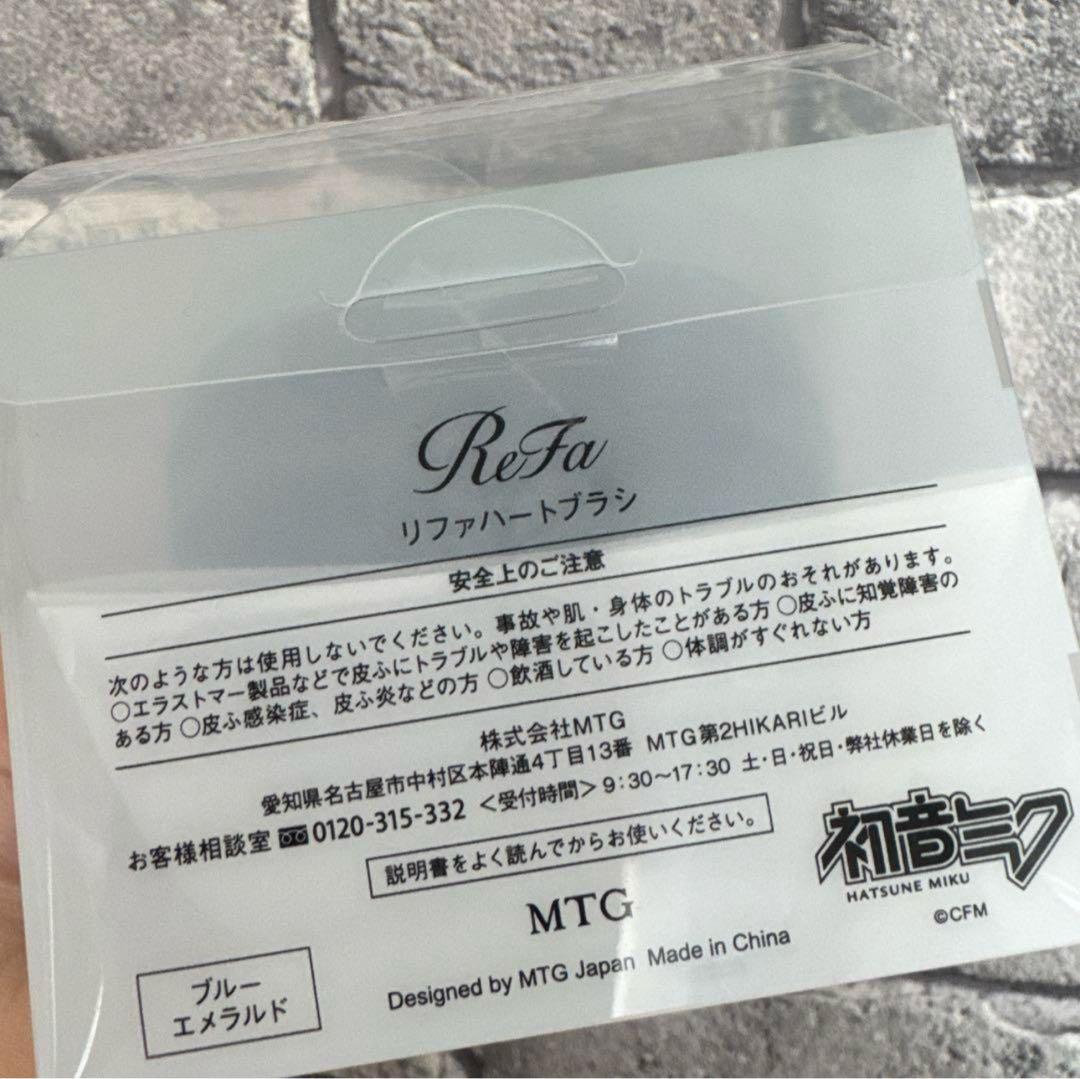 ReFa
リファハートブラシ
安全上のご注意
次のような方は使用しないでください。事故や肌・身体のトラブルのおそれがあります。
○エラストマー製品などで皮ふにトラブルや障害を起こしたことがある方 ○皮ふに知覚障害の
ある方 ○皮ふ感染症、皮ふ炎などの方 ○飲酒している方 ○体調がすぐれない方
株式会社MTG
愛知県名古屋市中村区本陣通4丁目13番 MTG第2HIKARIビル
お客様相談室 0120-315-332 ＜受付時間＞9:30〜17:30 土・日・祝日・弊社休業日を除く
説明書をよく読んでからお使いください。
初音ミク
HATSUNE MIKU
©CFM
MTG
Designed by MTG Japan Made in China
ブルー
エメラルド